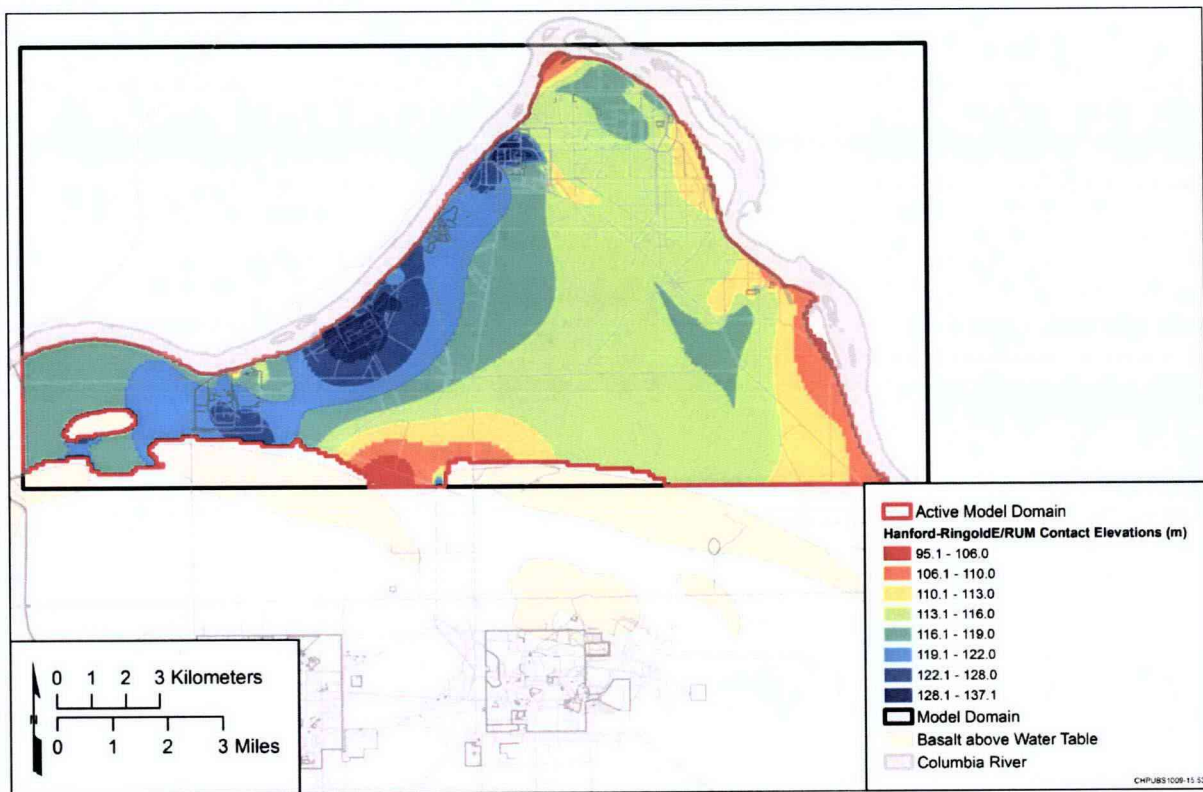 Active Model Domain
Hanford-RingoldE/RUM Contact Elevations (m)
95.1 - 106.0
106.1 - 110.0
110.1 - 113.0
113.1 - 116.0
116.1 - 119.0
119.1 - 122.0
122.1 - 128.0
128.1 - 137.1
Model Domain
Basalt above Water Table
Columbia River
0 1 2 3 Kilometers
N
0 1 2 3 Miles